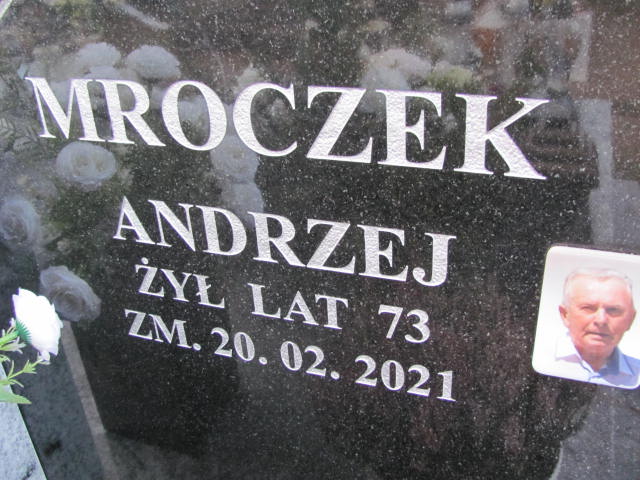 MROCZEK
ANDRZEJ
ŻYŁ LAT 73
ZM. 20. 02. 2021